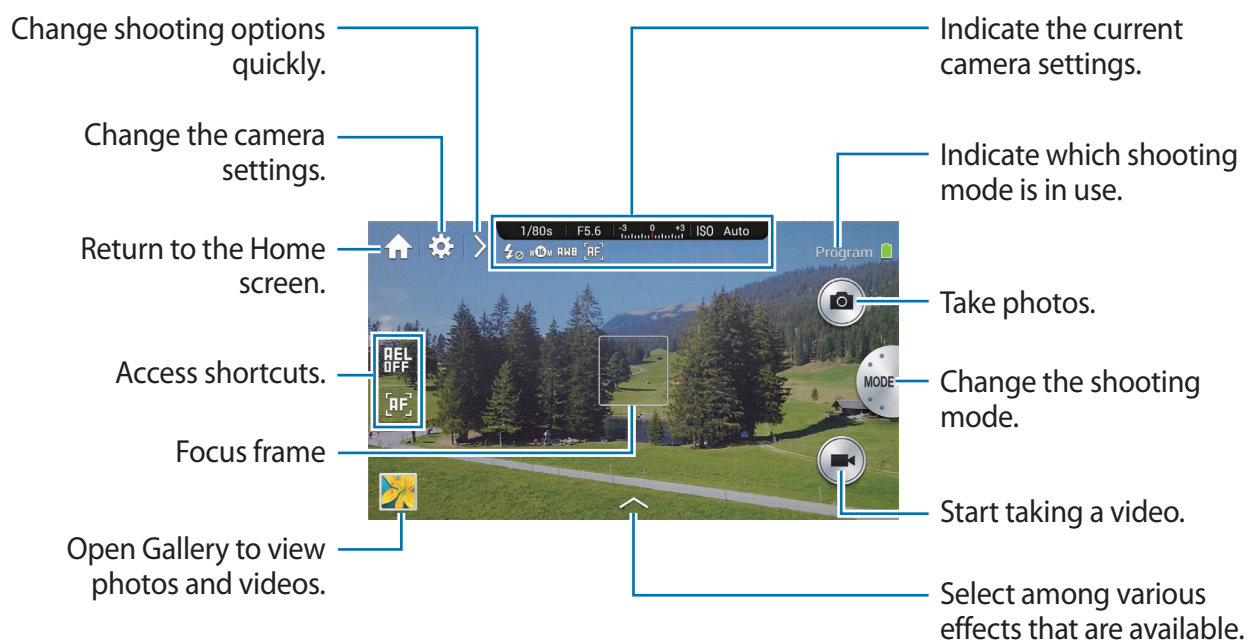 Change shooting options
quickly.
Change the camera
settings.
Return to the Home
screen.
Access shortcuts.
Focus frame
Open Gallery to view
photos and videos.
1/80s F5.6 -3 0 +3 ISO Auto
W 16 M AWB [AF]
Program
AEL
OFF
[AF]
MODE
Indicate the current
camera settings.
Indicate which shooting
mode is in use.
Take photos.
Change the shooting
mode.
Start taking a video.
Select among various
effects that are available.